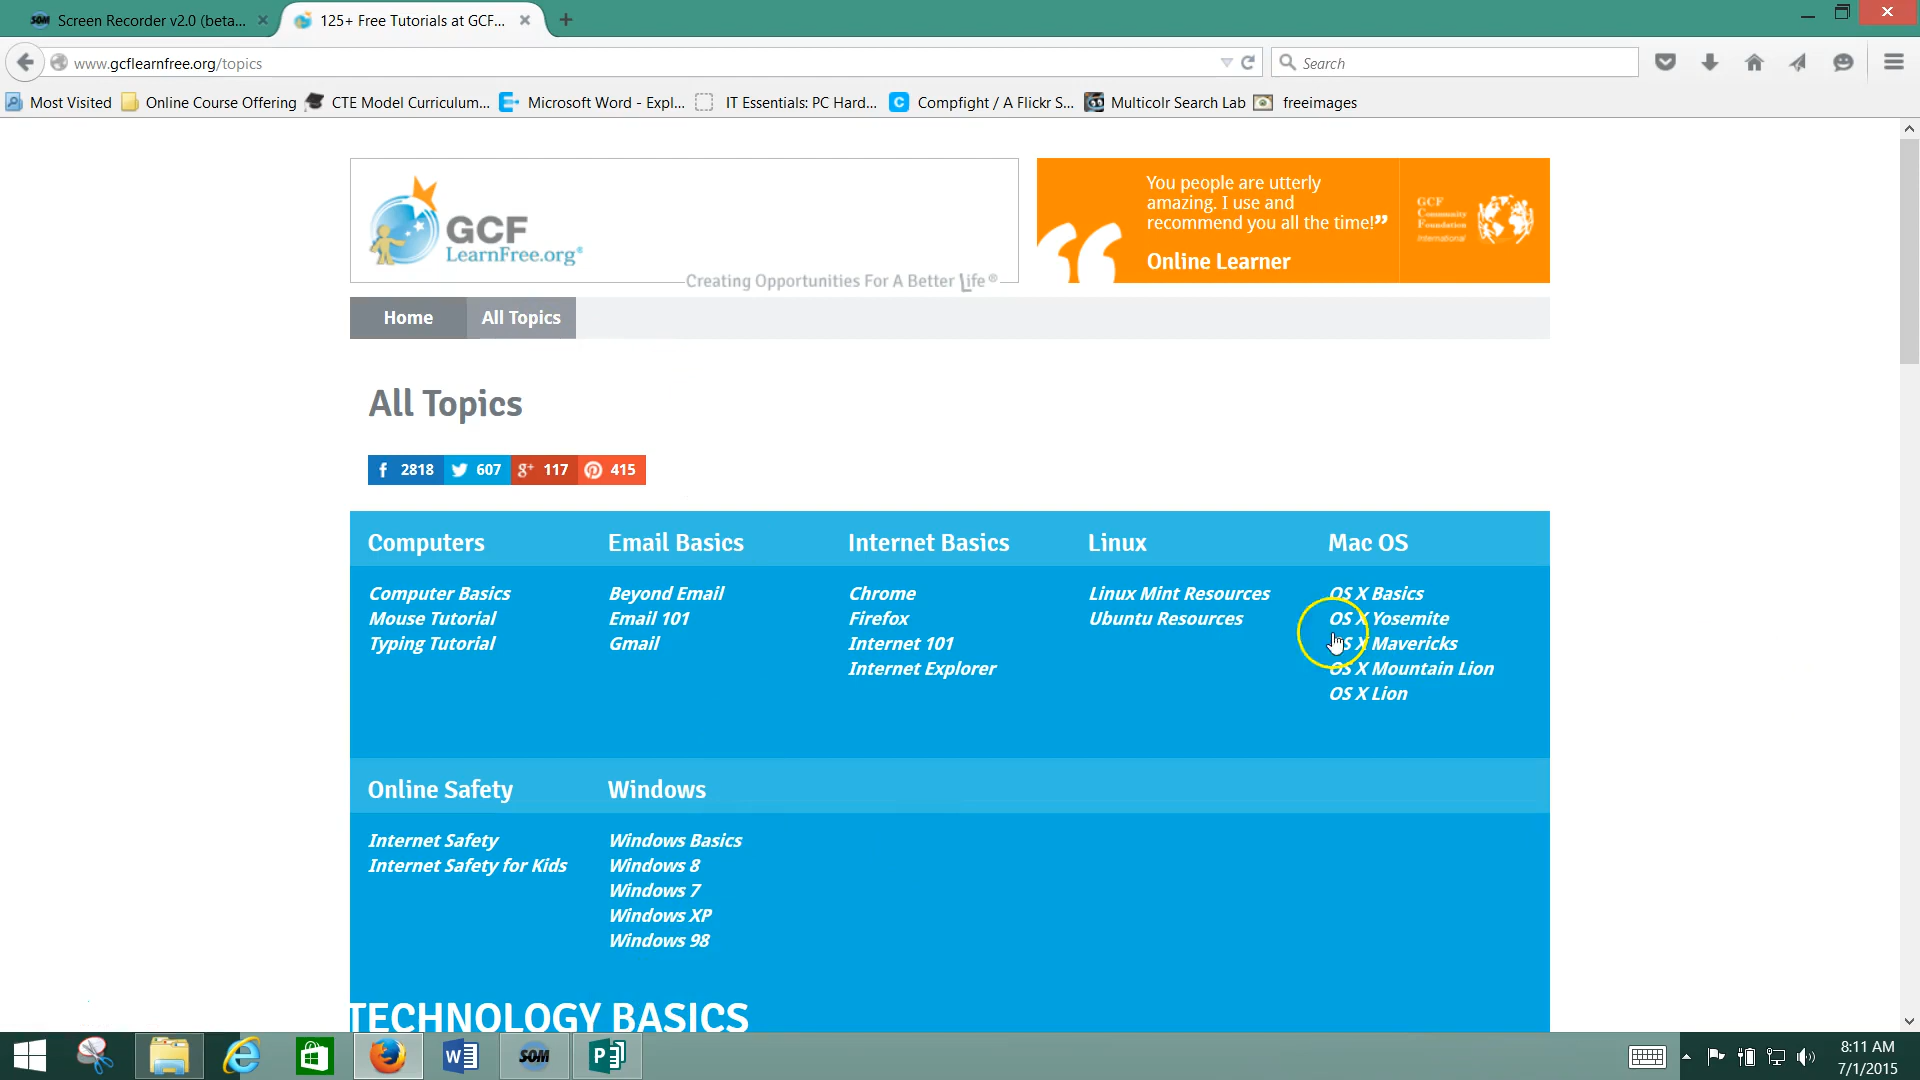 SOM Screen Recorder v2.0 (beta...
125+ Free Tutorials at GCF...
www.gcflearnfree.org/topics
Search
Most Visited Online Course Offering CTE Model Curriculum... Microsoft Word - Expl... IT Essentials: PC Hard... Compfight / A Flickr S... Multicolr Search Lab freeimages
GCF
LearnFree.org®
Creating Opportunities For A Better Life®
You people are utterly
amazing. I use and
recommend you all the time!”
Online Learner
GCF
Community
Foundation
International
Home All Topics
All Topics
2818 607 g+ 117 415
Computers Email Basics Internet Basics Linux Mac OS
Computer Basics Beyond Email Chrome Linux Mint Resources OS X Basics
Mouse Tutorial Email 101 Firefox Ubuntu Resources OS X Yosemite
Typing Tutorial Gmail Internet 101 OS X Mavericks
Internet Explorer OS X Mountain Lion
OS X Lion
Online Safety Windows
Internet Safety Windows Basics
Internet Safety for Kids Windows 8
Windows 7
Windows XP
Windows 98
TECHNOLOGY BASICS
SOM
8:11 AM
7/1/2015